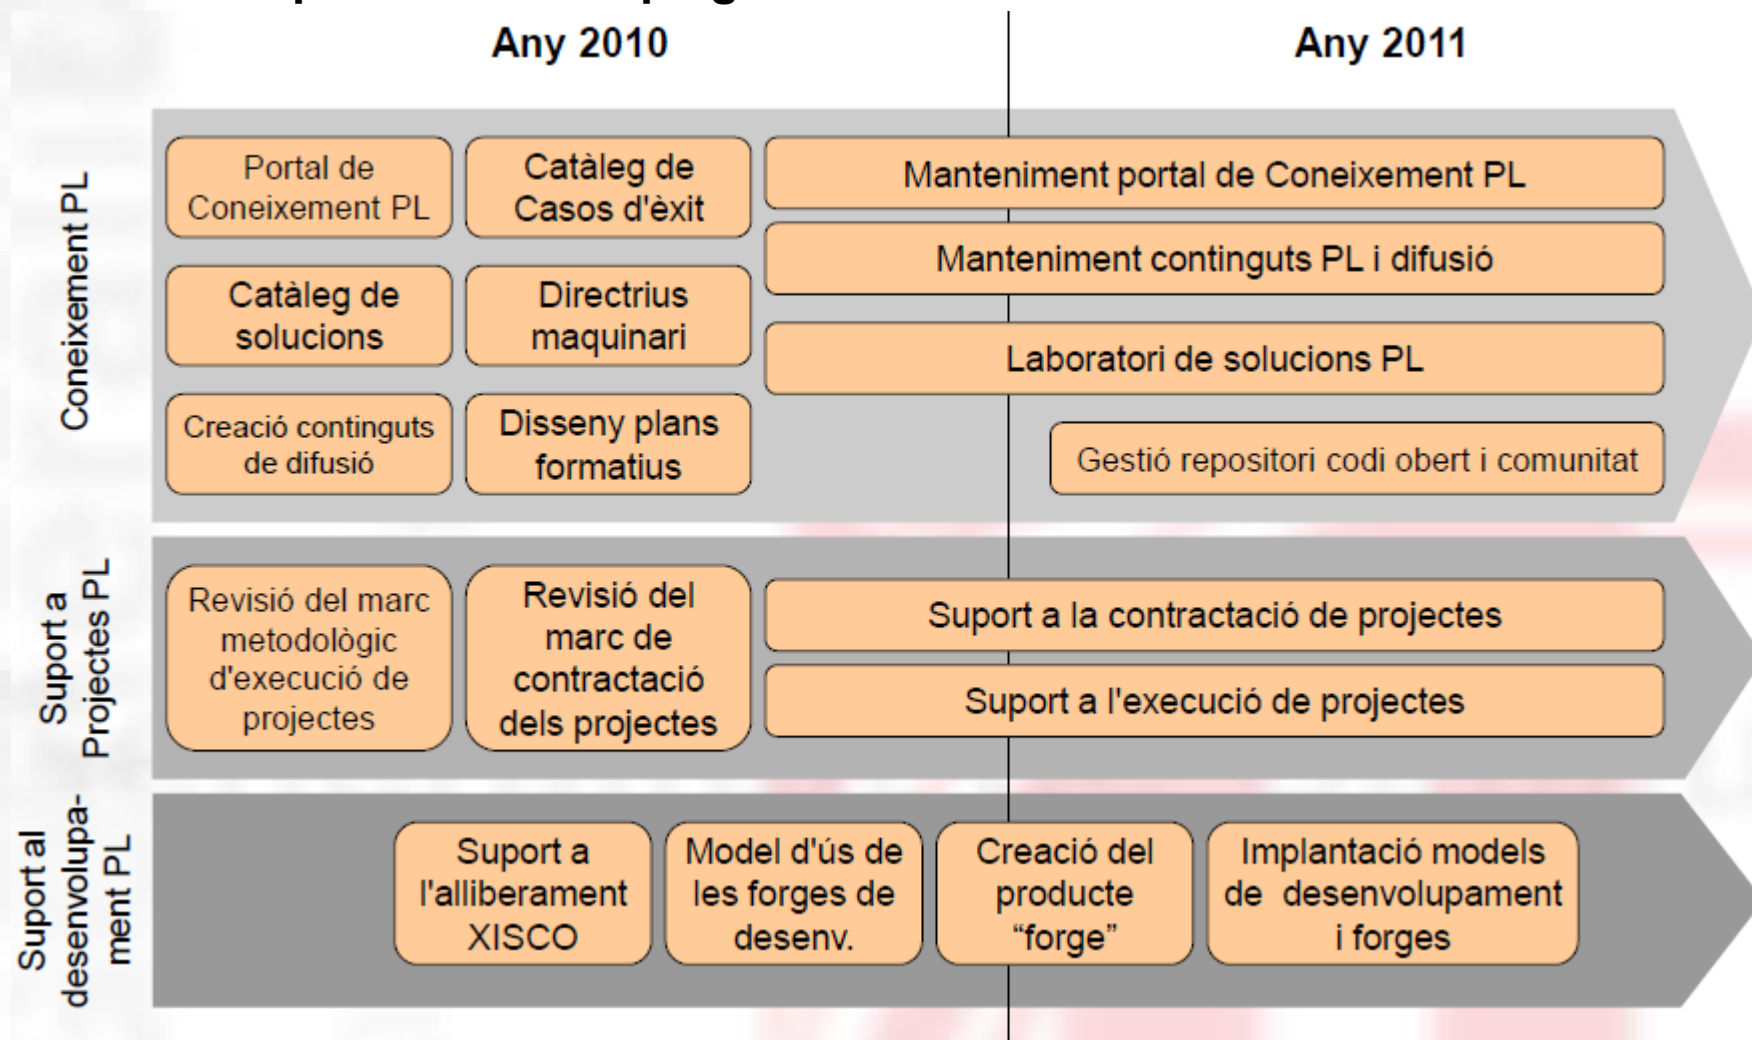 Any 2010
Any 2011
Coneixement PL
Portal de
Coneixement PL
Catàleg de
Casos d'èxit
Manteniment portal de Coneixement PL
Manteniment continguts PL i difusió
Catàleg de
solucions
Directrius
maquinari
Laboratori de solucions PL
Creació continguts
de difusió
Disseny plans
formatius
Gestió repositori codi obert i comunitat
Suport a
Projectes PL
Revisió del marc
metodològic
d'execució de
projectes
Revisió del
marc de
contractació
dels projectes
Suport a la contractació de projectes
Suport a l'execució de projectes
Suport al
desenvolupa-
ment PL
Suport a
l'alliberament
XISCO
Model d'ús de
les forges de
desenv.
Creació del
producte
“forge”
Implantació models
de desenvolupament
i forges